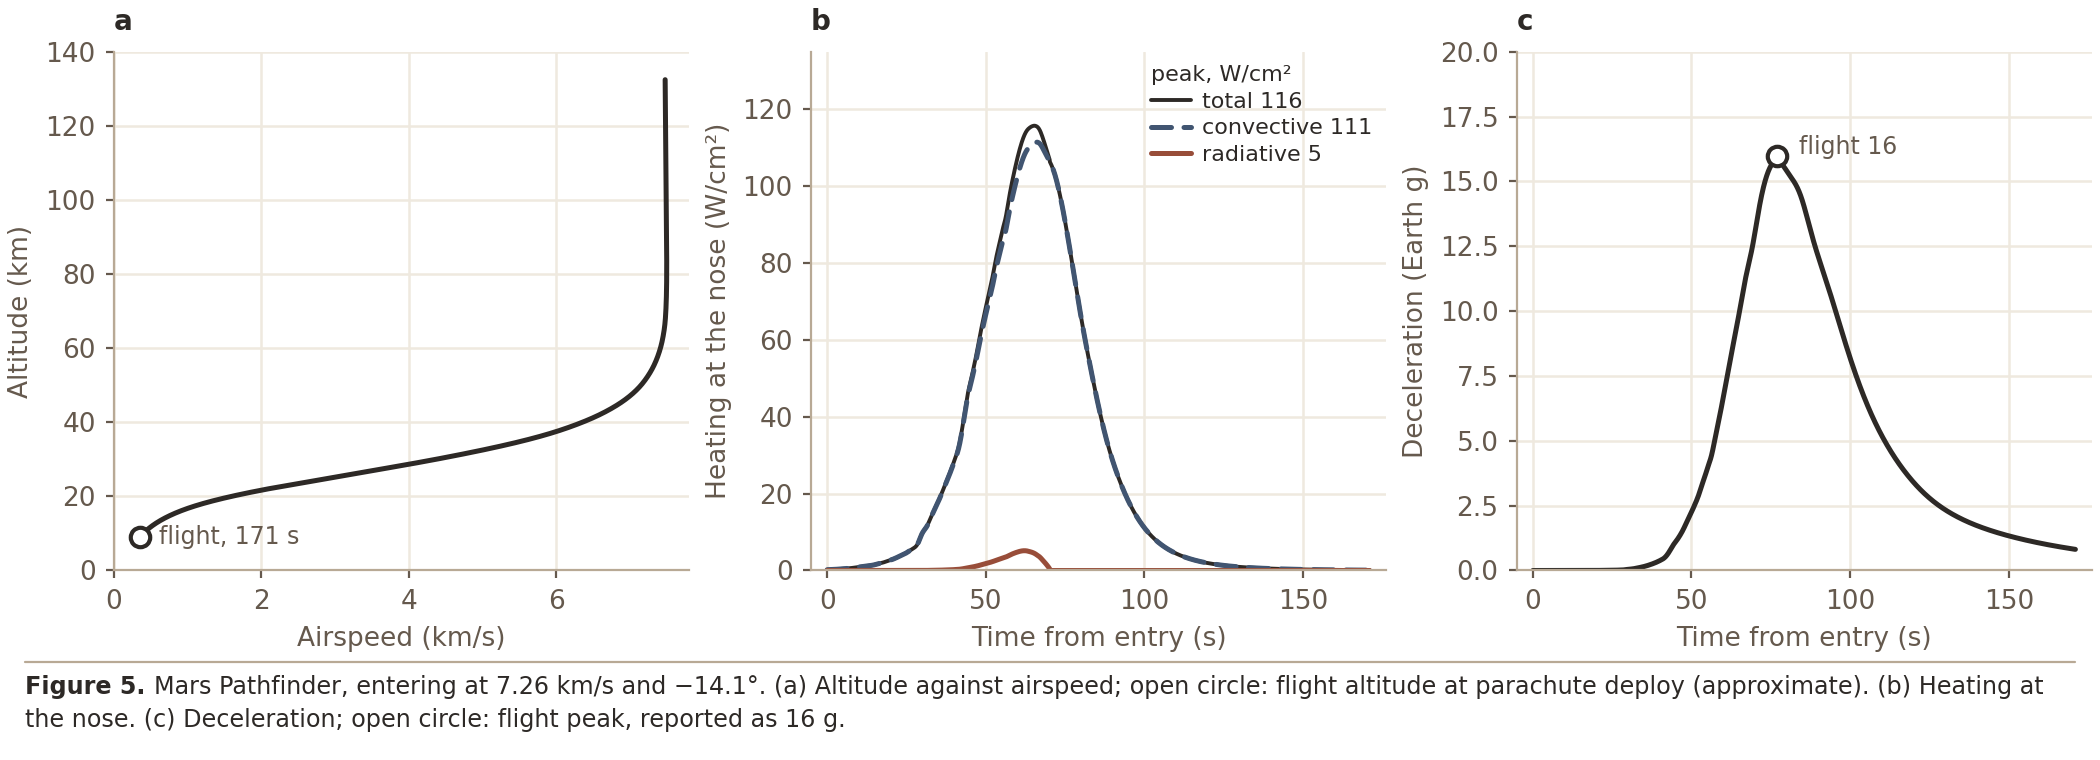 a
140
120
100
80
60
40
20
0
Altitude (km)
flight, 171 s
0 2 4 6
Airspeed (km/s)
b
120
100
80
60
40
20
0
Heating at the nose (W/cm²)
peak, W/cm²
total 116
convective 111
radiative 5
0 50 100 150
Time from entry (s)
c
20.0
17.5
15.0
12.5
10.0
7.5
5.0
2.5
0.0
Deceleration (Earth g)
flight 16
0 50 100 150
Time from entry (s)
Figure 5. Mars Pathfinder, entering at 7.26 km/s and −14.1°. (a) Altitude against airspeed; open circle: flight altitude at parachute deploy (approximate). (b) Heating at
the nose. (c) Deceleration; open circle: flight peak, reported as 16 g.